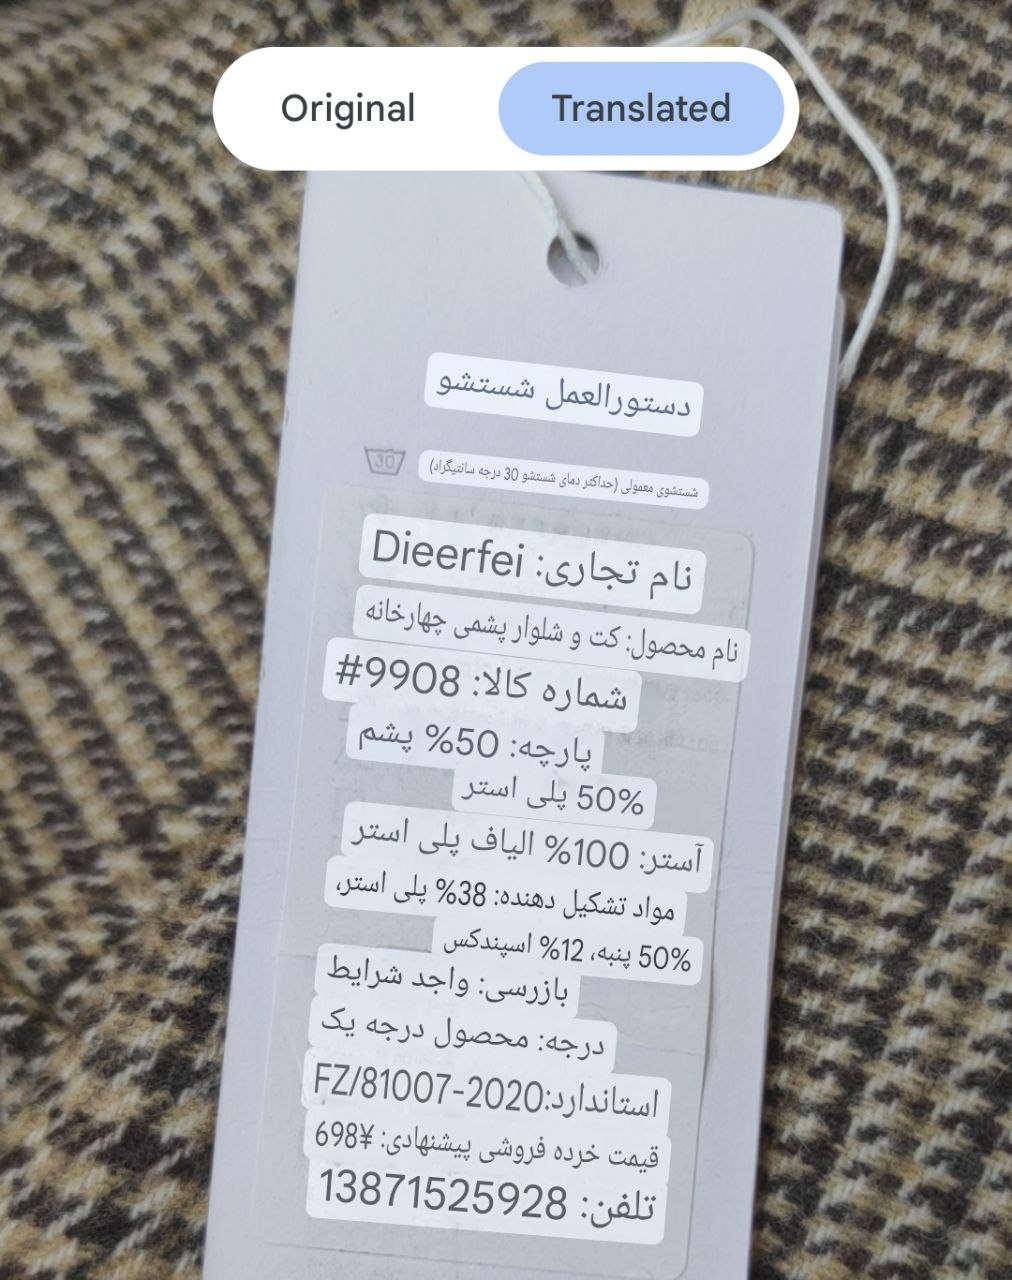 Original
Translated
دستورالعمل شستشو
30
شستشوی معمولی (حداکثر دمای شستشو 30 درجه سانتیگراد)
نام تجاری: Dieerfei
نام محصول: کت و شلوار پشمی چهارخانه
شماره کالا: 9908#
پارچه: 50% پشم
50% پلی استر
آستر: 100% الیاف پلی استر
مواد تشکیل دهنده: 38% پلی استر،
50% پنبه، 12% اسپندکس
بازرسی: واجد شرایط
درجه: محصول درجه یک
استاندارد:FZ/81007-2020
قیمت خرده فروشی پیشنهادی: ¥698
تلفن: 13871525928